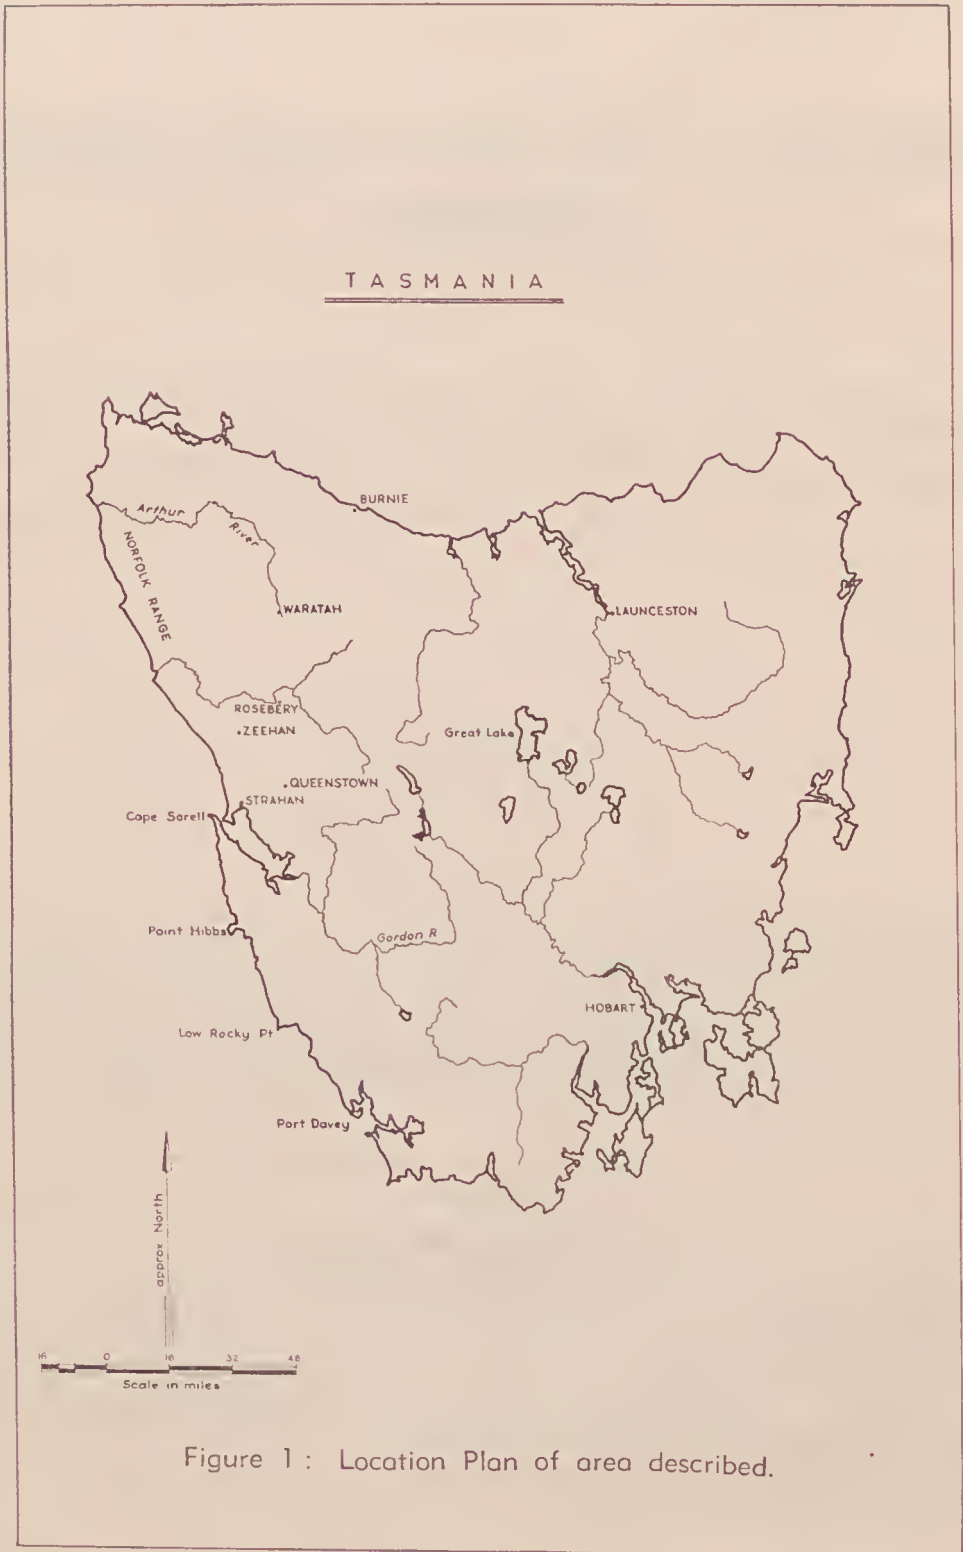 TASMANIA
BURNIE
Arthur River
NORFOLK RANGE
WARATAH
LAUNCESTON
ROSEBERY
ZEEHAN
Great Lake
QUEENSTOWN
STRAHAN
Cape Sorell
Point Hibbs
Gordon R
HOBART
Low Rocky Pt
Port Davey
approx North
16 0 16 32 48
Scale in miles
Figure 1 : Location Plan of area described.